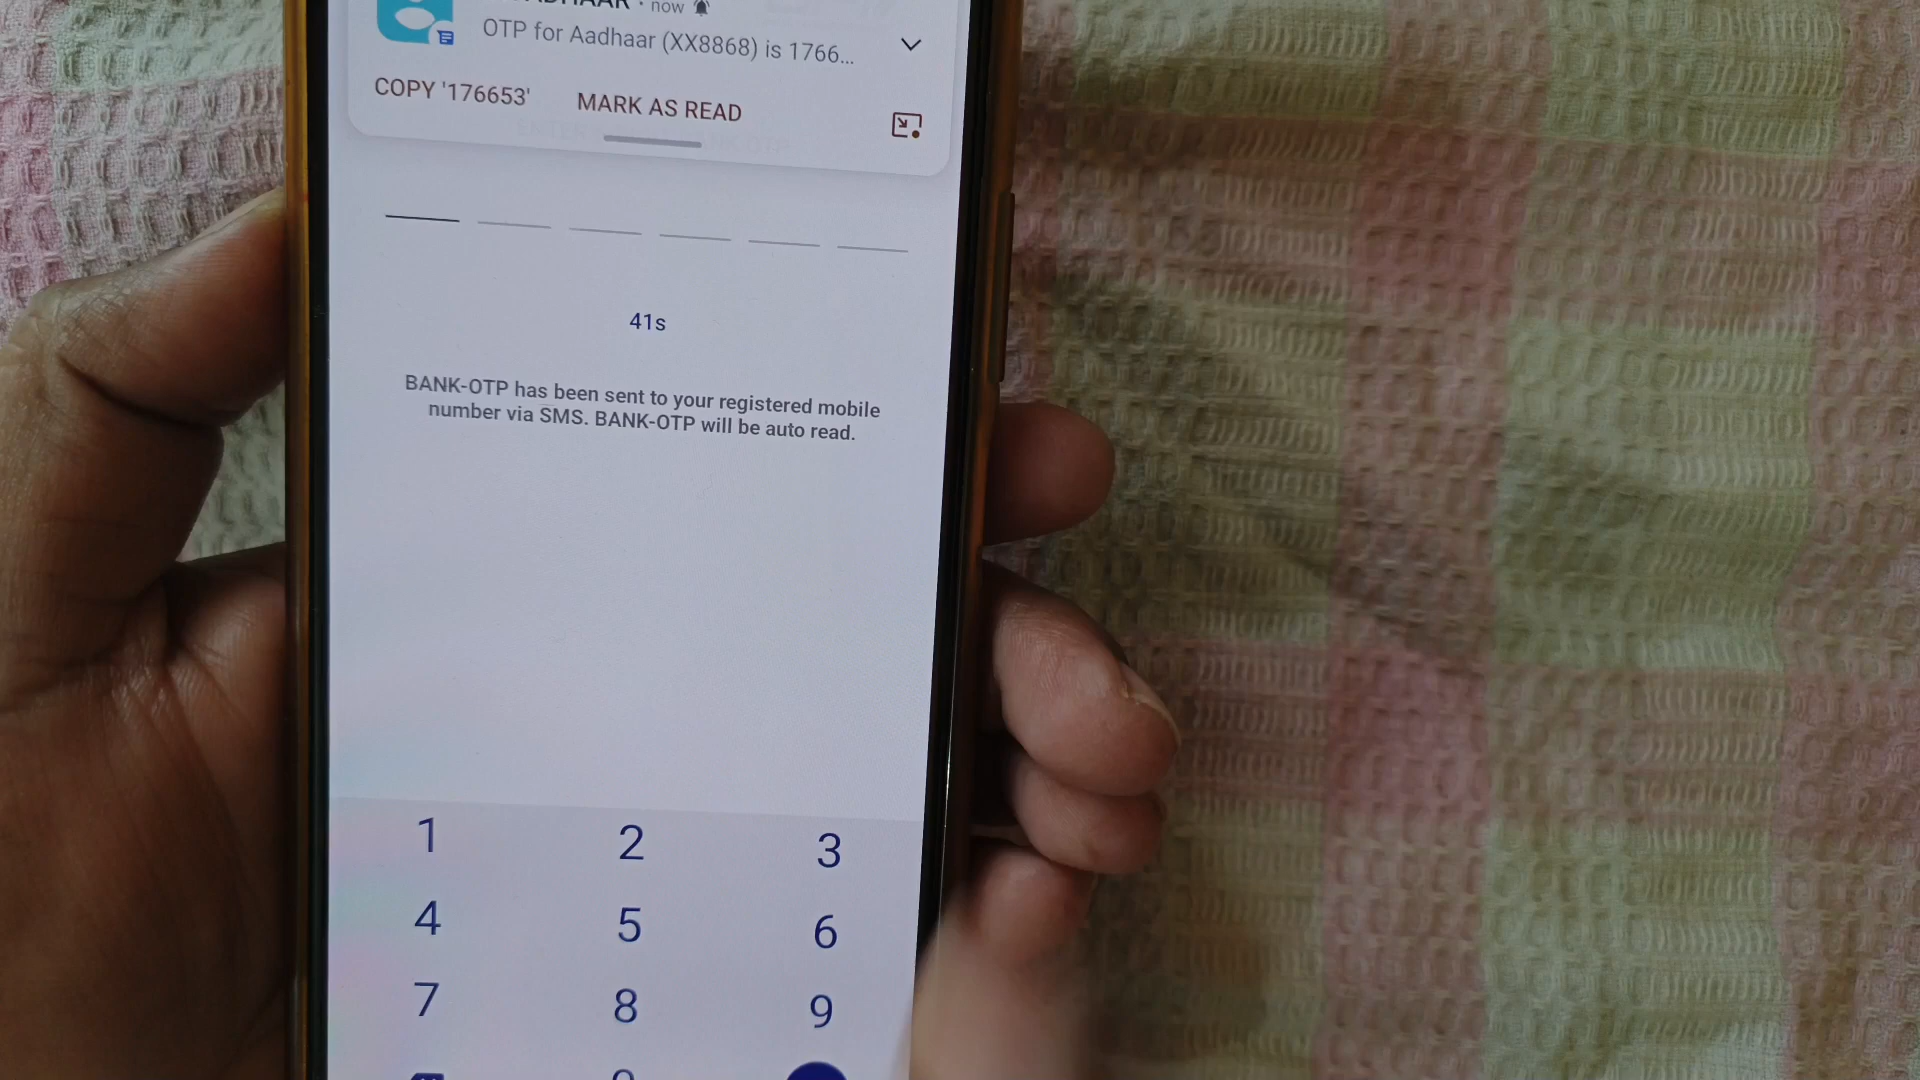 AADHAAR • now
OTP for Aadhaar (XX8868) is 1766...
COPY '176653' MARK AS READ
41s
BANK-OTP has been sent to your registered mobile
number via SMS. BANK-OTP will be auto read.
1 2 3
4 5 6
7 8 9
0